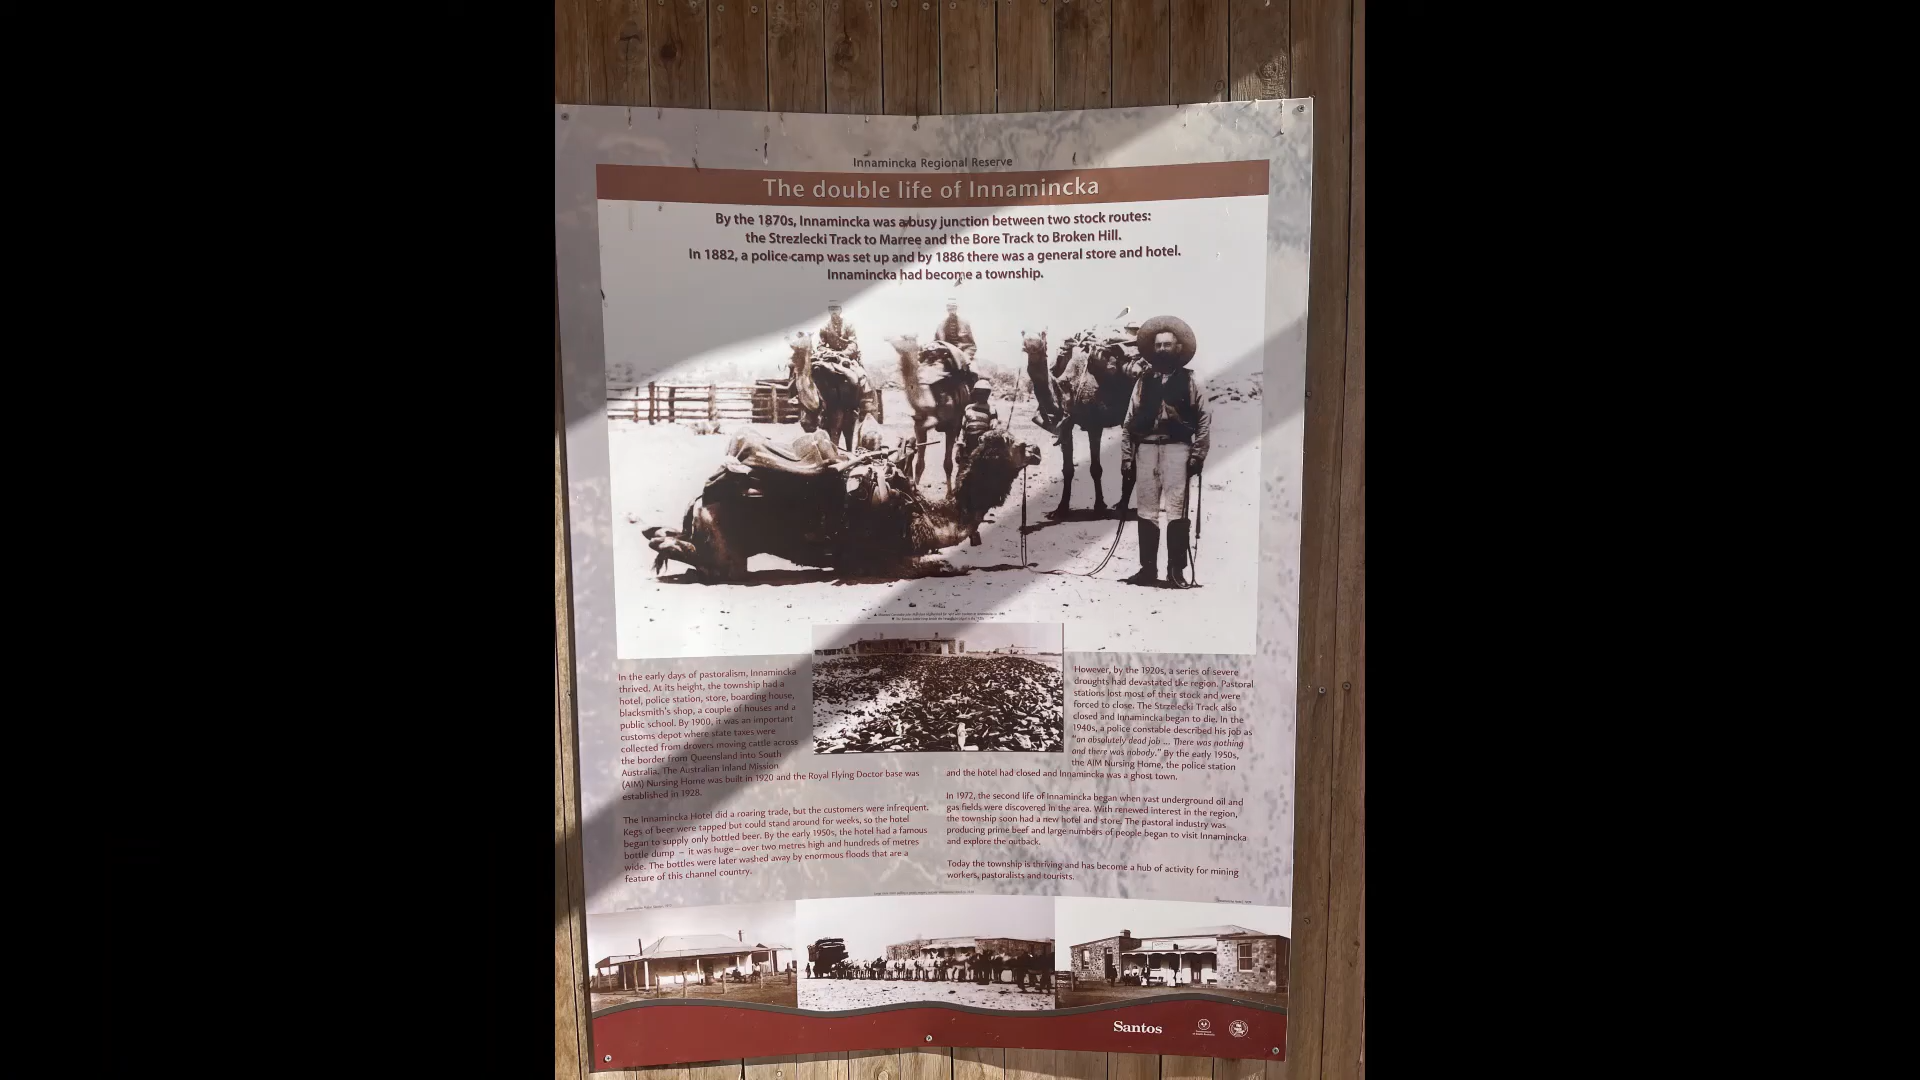 Innamincka Regional Reserve
The double life of Innamincka
By the 1870s, Innamincka was a busy junction between two stock routes:
the Strezlecki Track to Marree and the Bore Track to Broken Hill.
In 1882, a police camp was set up and by 1886 there was a general store and hotel.
Innamincka had become a township.
In the early days of pastoralism, Innamincka
thrived. At its height, the township had a
hotel, police station, store, boarding house,
blacksmith's shop, a couple of houses and a
public school. By 1900, it was an important
customs depot where state taxes were
collected from drovers moving cattle across
the border from Queensland into South
Australia. The Australian Inland Mission
(AIM) Nursing Home was built in 1920 and the Royal Flying Doctor base was
established in 1928.
The Innamincka Hotel did a roaring trade, but the customers were infrequent.
Kegs of beer were tapped but could stand around for weeks, so the hotel
began to supply only bottled beer. By the early 1950s, the hotel had a famous
bottle dump – it was huge – over two metres high and hundreds of metres
wide. The bottles were later washed away by enormous floods that are a
feature of this channel country.
However, by the 1920s, a series of severe
droughts had devastated the region. Pastoral
stations lost most of their stock and were
forced to close. The Strzelecki Track also
closed and Innamincka began to die. In the
1940s, a police constable described his job as
"an absolutely dead job ... There was nothing
and there was nobody." By the early 1950s,
the AIM Nursing Home, the police station
and the hotel had closed and Innamincka was a ghost town.
In 1972, the second life of Innamincka began when vast underground oil and
gas fields were discovered in the area. With renewed interest in the region,
the township soon had a new hotel and store. The pastoral industry was
producing prime beef and large numbers of people began to visit Innamincka
and explore the outback.
Today the township is thriving and has become a hub of activity for mining
workers, pastoralists and tourists.
Santos